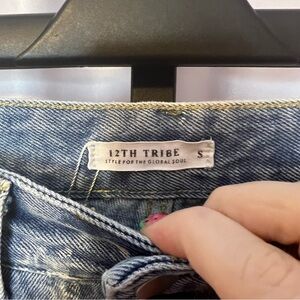 12TH TRIBE S
STYLE FOR THE GLOBAL SOUL